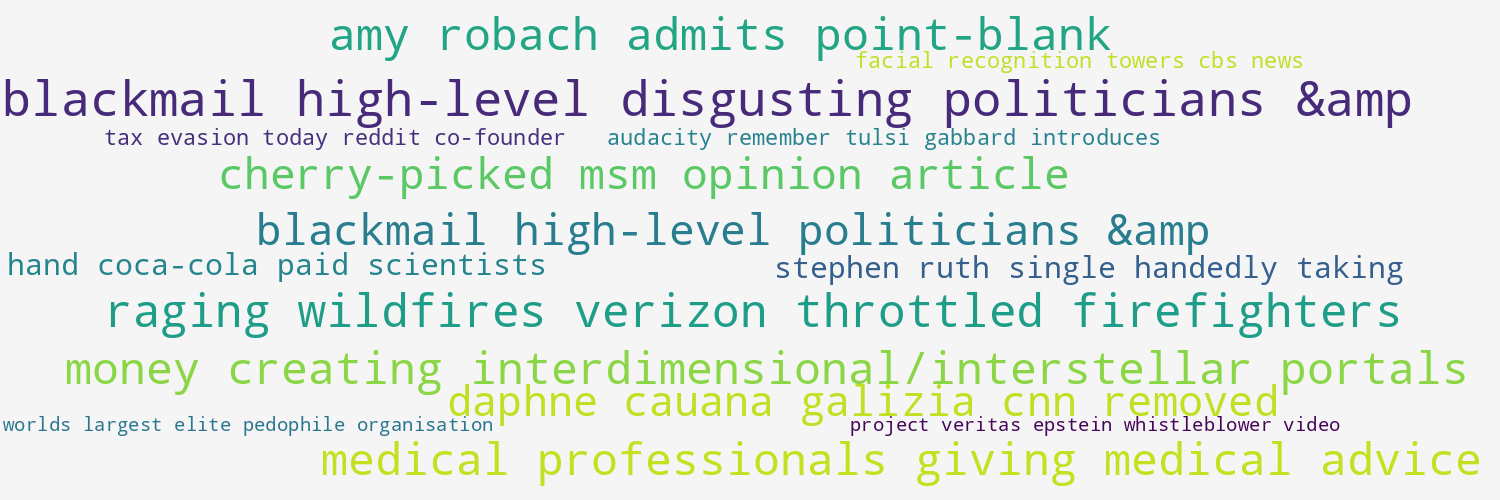 amy robach admits point-blank
facial recognition towers cbs news
blackmail high-level disgusting politicians &amp
tax evasion today reddit co-founder
audacity remember tulsi gabbard introduces
cherry-picked msm opinion article
blackmail high-level politicians &amp
hand coca-cola paid scientists
stephen ruth single handedly taking
raging wildfires verizon throttled firefighters
money creating interdimensional/interstellar portals
daphne cauana galizia cnn removed
worlds largest elite pedophile organisation
project veritas epstein whistleblower video
medical professionals giving medical advice